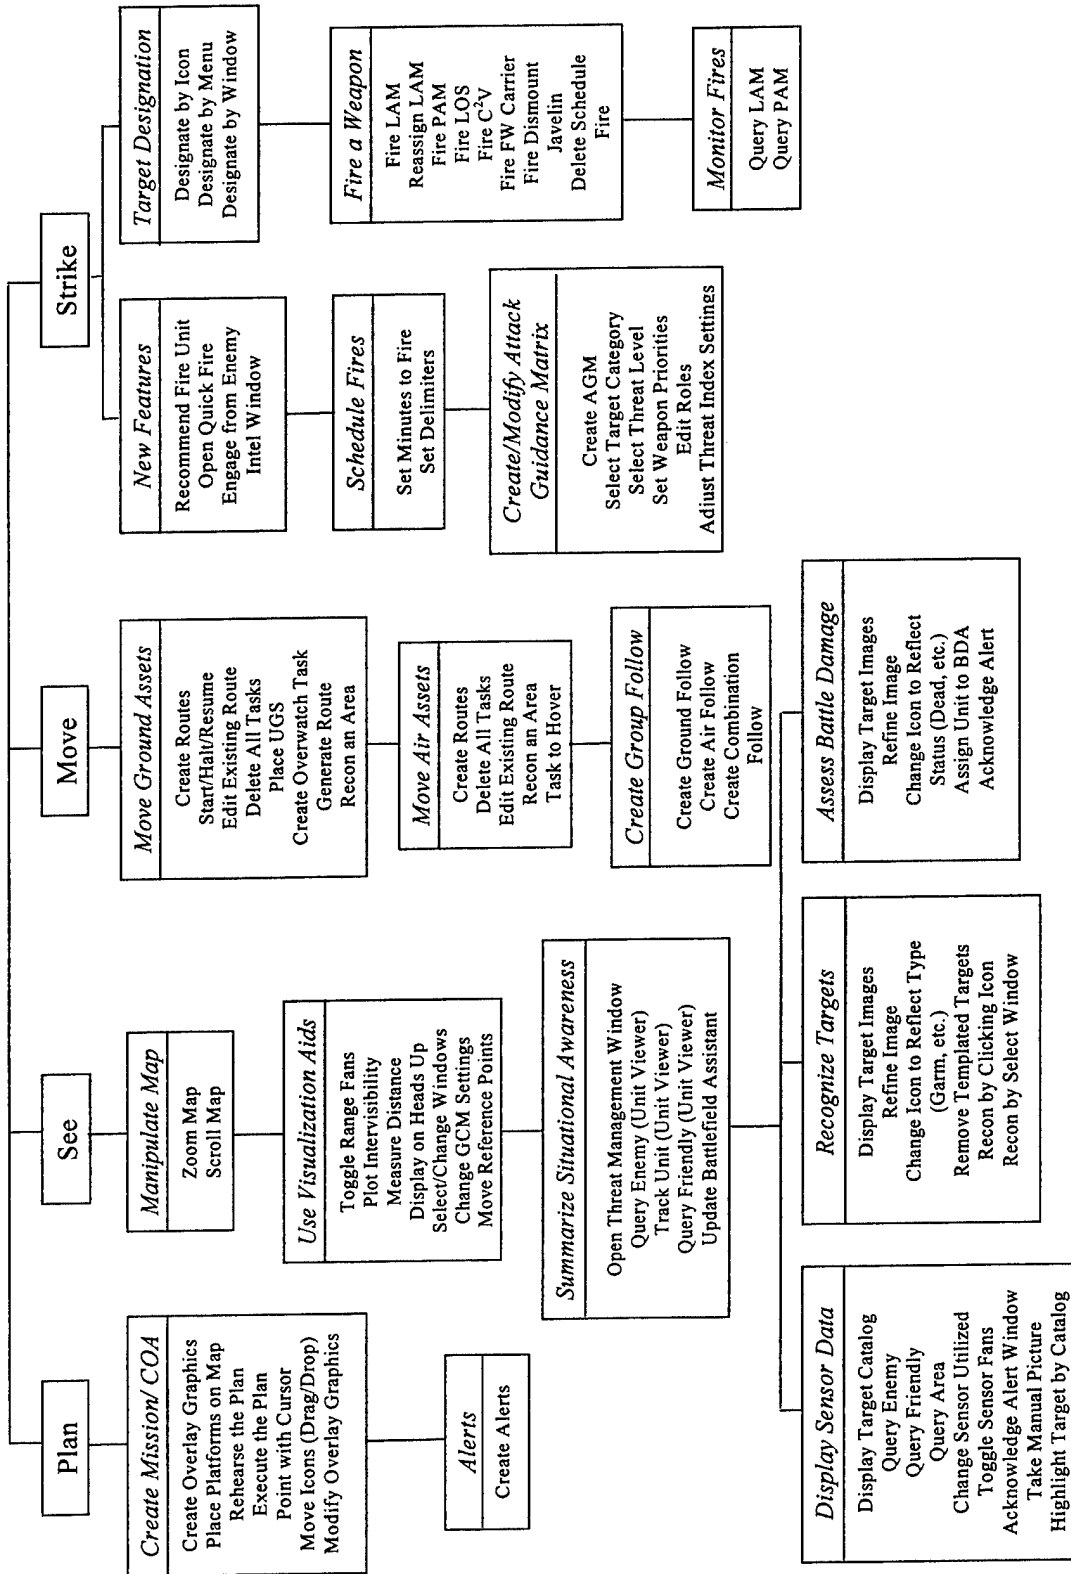 Plan
Create Mission/ COA
Create Overlay Graphics
Place Platforms on Map
Rehearse the Plan
Execute the Plan
Point with Cursor
Move Icons (Drag/Drop)
Modify Overlay Graphics
Alerts
Create Alerts
See
Manipulate Map
Zoom Map
Scroll Map
Use Visualization Aids
Toggle Range Fans
Plot Intervisibility
Measure Distance
Display on Heads Up
Select/Change Windows
Change GCM Settings
Move Reference Points
Summarize Situational Awareness
Open Threat Management Window
Query Enemy (Unit Viewer)
Track Unit (Unit Viewer)
Query Friendly (Unit Viewer)
Update Battlefield Assistant
Display Sensor Data
Display Target Catalog
Query Enemy
Query Friendly
Query Area
Change Sensor Utilized
Toggle Sensor Fans
Acknowledge Alert Window
Take Manual Picture
Highlight Target by Catalog
Recognize Targets
Display Target Images
Refine Image
Change Icon to Reflect Type
(Garm, etc.)
Remove Templated Targets
Recon by Clicking Icon
Recon by Select Window
Assess Battle Damage
Display Target Images
Refine Image
Change Icon to Reflect
Status (Dead, etc.)
Assign Unit to BDA
Acknowledge Alert
Move
Move Ground Assets
Create Routes
Start/Halt/Resume
Edit Existing Route
Delete All Tasks
Place UGS
Create Overwatch Task
Generate Route
Recon an Area
Move Air Assets
Create Routes
Delete All Tasks
Edit Existing Route
Recon an Area
Task to Hover
Create Group Follow
Create Ground Follow
Create Air Follow
Create Combination
Follow
Strike
New Features
Recommend Fire Unit
Open Quick Fire
Engage from Enemy
Intel Window
Schedule Fires
Set Minutes to Fire
Set Delimiters
Create/Modify Attack
Guidance Matrix
Create AGM
Select Target Category
Select Threat Level
Set Weapon Priorities
Edit Roles
Adjust Threat Index Settings
Target Designation
Designate by Icon
Designate by Menu
Designate by Window
Fire a Weapon
Fire LAM
Reassign LAM
Fire PAM
Fire LOS
Fire C²V
Fire FW Carrier
Fire Dismount
Javelin
Delete Schedule
Fire
Monitor Fires
Query LAM
Query PAM